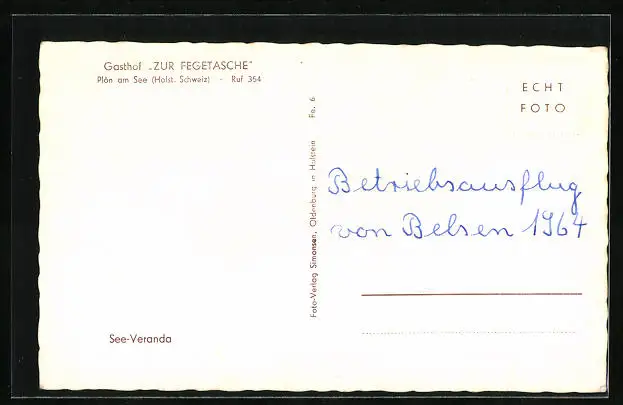 Gasthof „ZUR FEGETASCHE"
Plön am See (Holst. Schweiz) - Ruf 354
ECHT
FOTO
Foto-Verlag Simonsen, Oldenburg in Holstein Fe. 6
Betriebsausflug
von Belsen 1964
See-Veranda